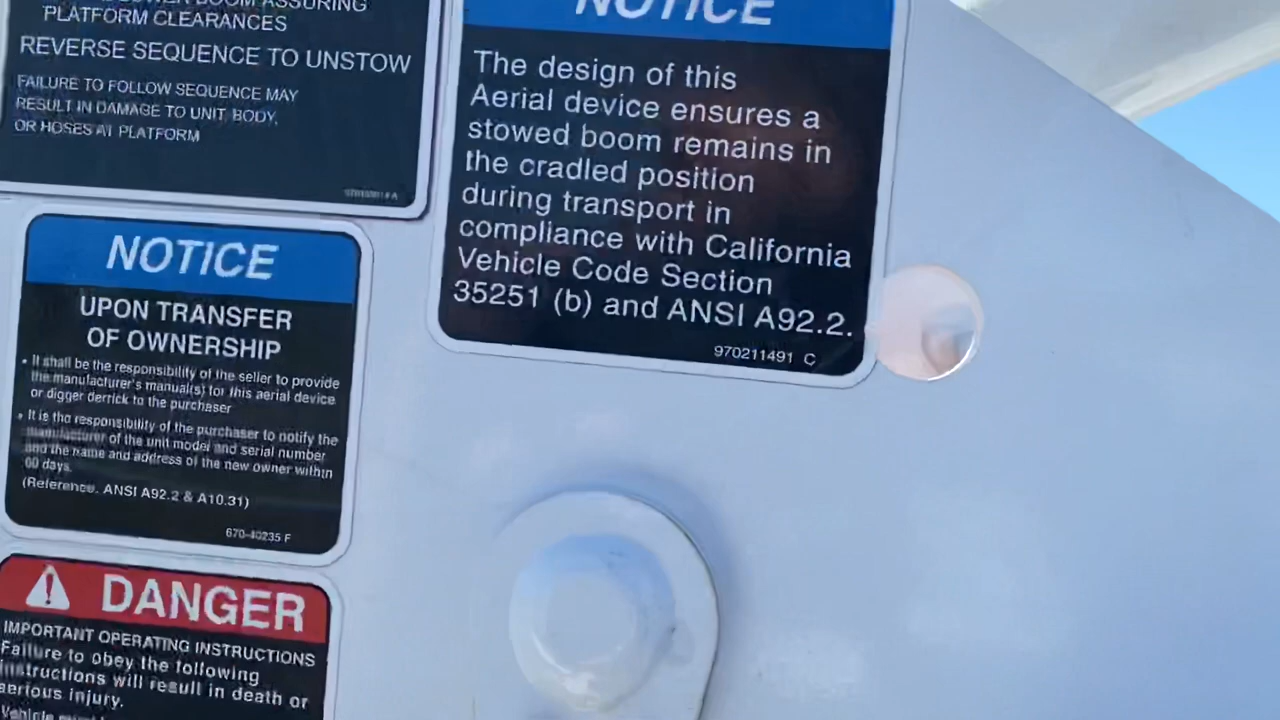 LOWER BOOM ASSURING
PLATFORM CLEARANCES
REVERSE SEQUENCE TO UNSTOW
FAILURE TO FOLLOW SEQUENCE MAY
RESULT IN DAMAGE TO UNIT, BODY,
OR HOSES AT PLATFORM
NOTICE
The design of this
Aerial device ensures a
stowed boom remains in
the cradled position
during transport in
compliance with California
Vehicle Code Section
35251 (b) and ANSI A92.2.
970211491 C
NOTICE
UPON TRANSFER
OF OWNERSHIP
• It shall be the responsibility of the seller to provide
the manufacturer's manual(s) for this aerial device
or digger derrick to the purchaser
• It is the responsibility of the purchaser to notify the
manufacturer of the unit model and serial number
and the name and address of the new owner within
60 days.
(Reference. ANSI A92.2 & A10.31)
670-40235 F
DANGER
IMPORTANT OPERATING INSTRUCTIONS
Failure to obey the following
instructions will result in death or
serious injury.
Vehicle must